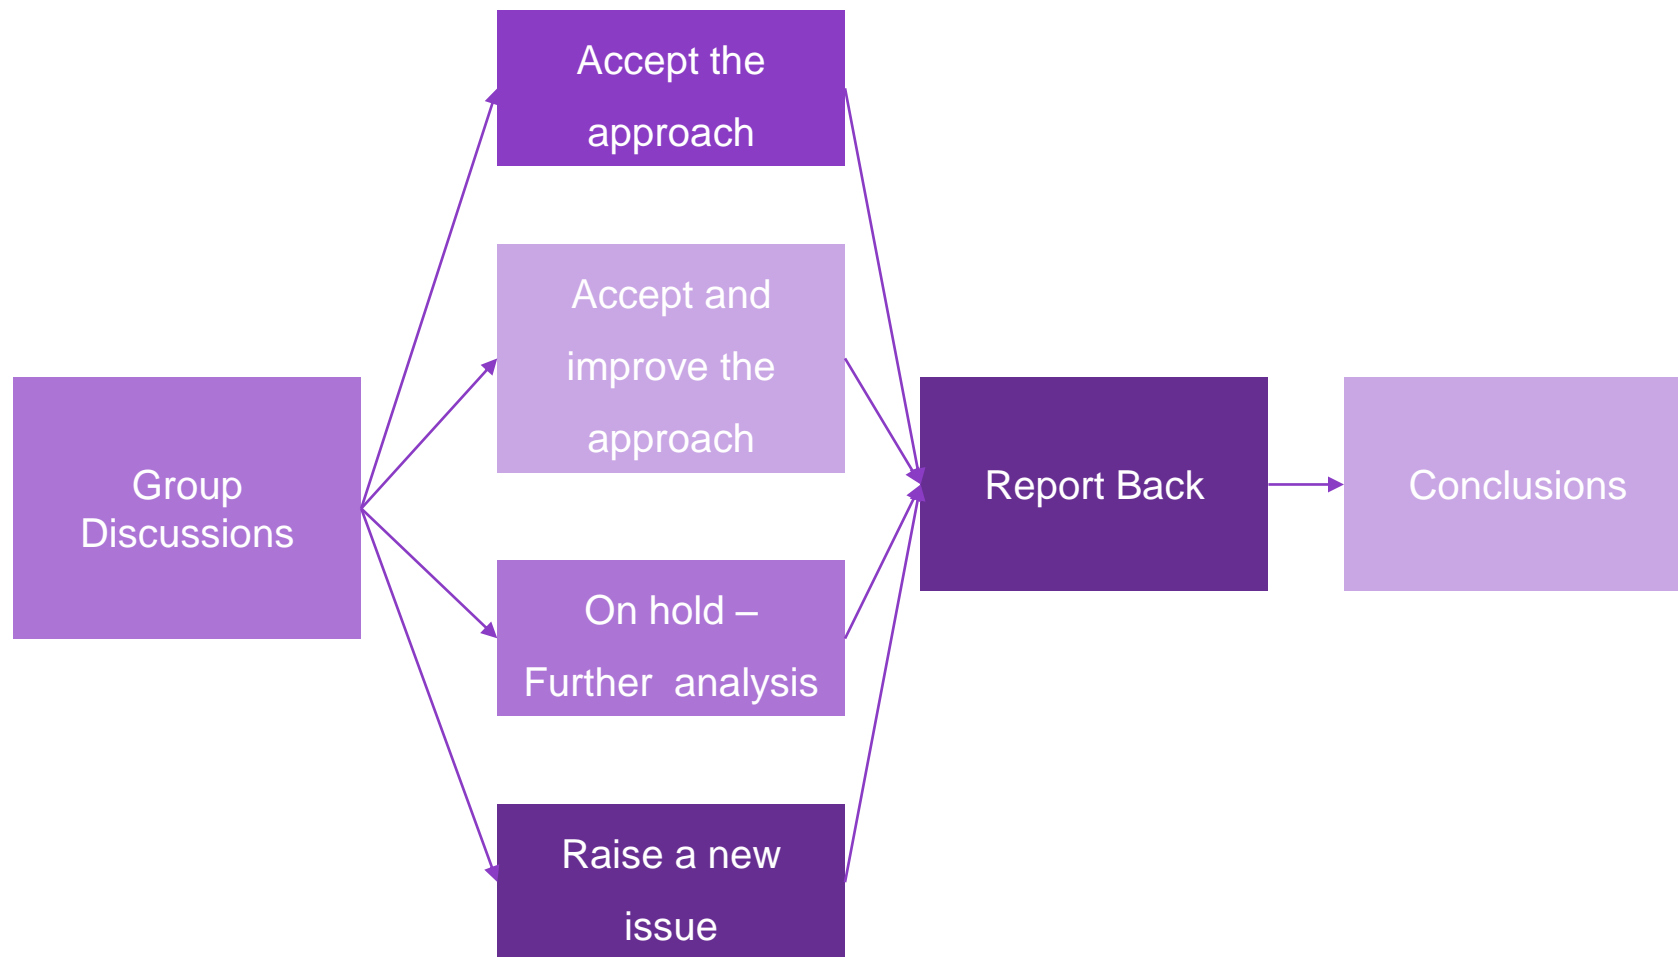 Accept the
approach
Accept and
improve the
approach
Group
Discussions
On hold –
Further  analysis
Raise a new
issue
Report Back
Conclusions